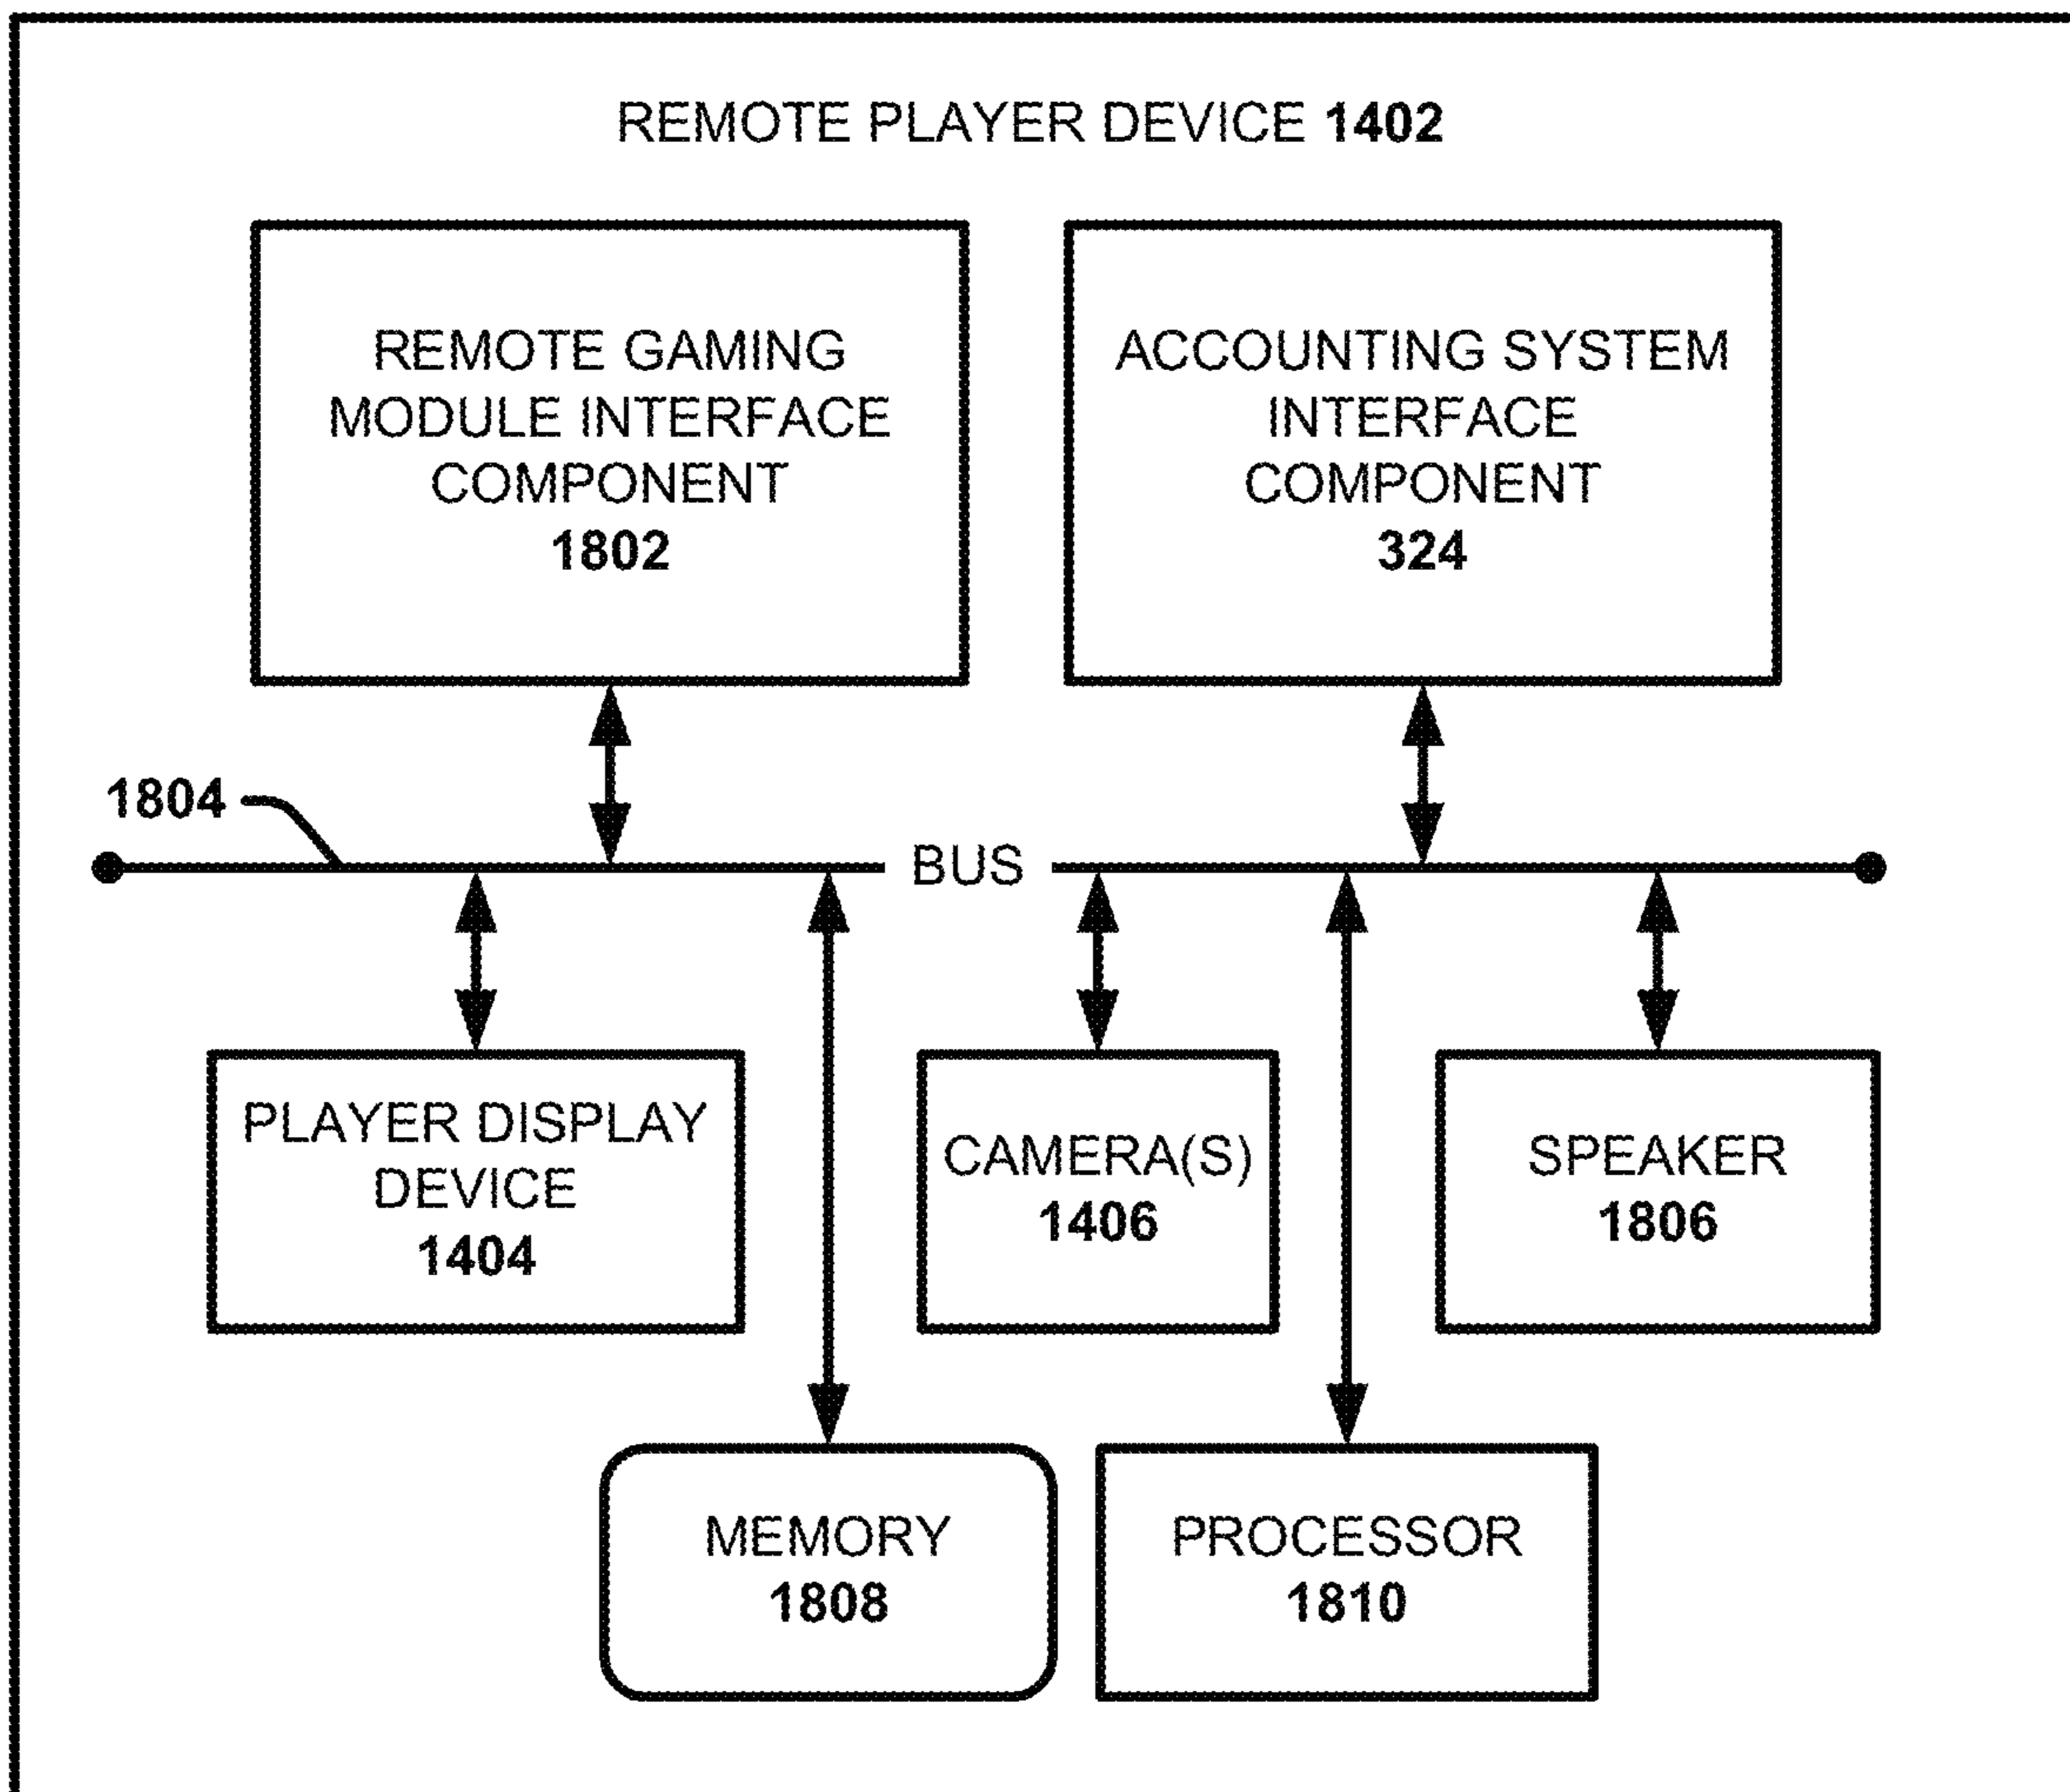 REMOTE PLAYER DEVICE 1402
REMOTE GAMING
MODULE INTERFACE
COMPONENT
1802
ACCOUNTING SYSTEM
INTERFACE
COMPONENT
324
1804
BUS
PLAYER DISPLAY
DEVICE
1404
CAMERA(S)
1406
SPEAKER
1806
MEMORY
1808
PROCESSOR
1810